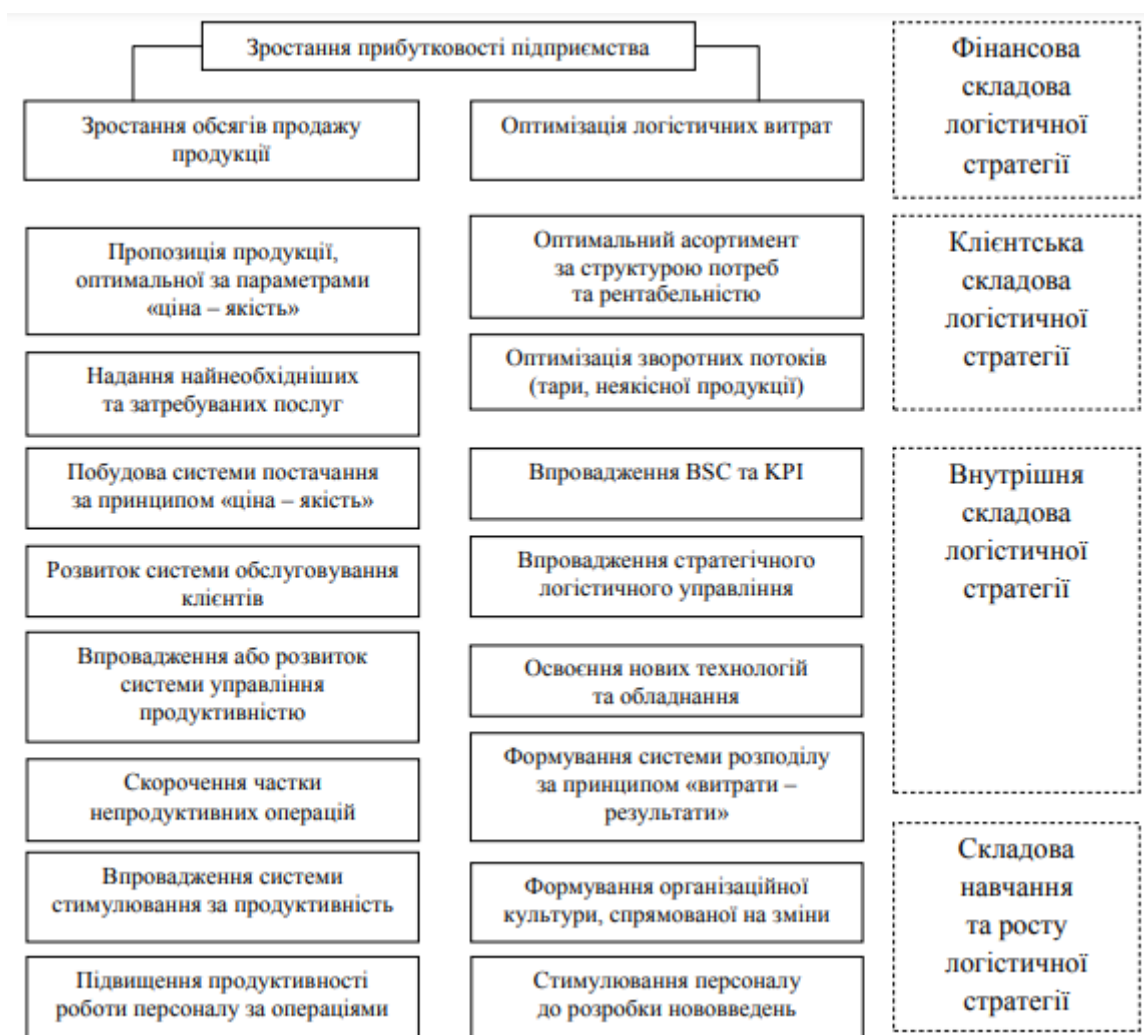 Зростання прибутковості підприємства
Зростання обсягів продажу
продукції
Оптимізація логістичних витрат
Фінансова
складова
логістичної
стратегії
Пропозиція продукції,
оптимальної за параметрами
«ціна – якість»
Оптимальний асортимент
за структурою потреб
та рентабельністю
Надання найнеобхідніших
та затребуваних послуг
Оптимізація зворотних потоків
(тари, неякісної продукції)
Клієнтська
складова
логістичної
стратегії
Побудова системи постачання
за принципом «ціна – якість»
Впровадження BSC та KPI
Розвиток системи обслуговування
клієнтів
Впровадження стратегічного
логістичного управління
Впровадження або розвиток
системи управління
продуктивністю
Освоєння нових технологій
та обладнання
Скорочення частки
непродуктивних операцій
Формування системи розподілу
за принципом «витрати –
результати»
Внутрішня
складова
логістичної
стратегії
Впровадження системи
стимулювання за продуктивність
Формування організаційної
культури, спрямованої на зміни
Підвищення продуктивності
роботи персоналу за операціями
Стимулювання персоналу
до розробки нововведень
Складова
навчання
та росту
логістичної
стратегії